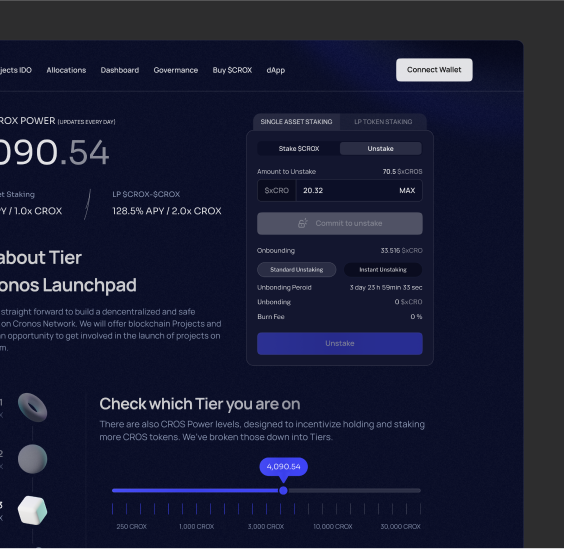 jects IDO Allocations Dashboard Governance Buy $CROX dApp Connect Wallet
ROX POWER (UPDATES EVERY DAY)
090.54
et Staking LP $CROX-$CROX
PY / 1.0x CROX 128.5% APY / 2.0x CROX
about Tier
onos Launchpad
straight forward to build a dencentralized and safe
on Cronos Network. We will offer blockchain Projects and
an opportunity to get involved in the launch of projects on
m.
SINGLE ASSET STAKING LP TOKEN STAKING
Stake $CROX Unstake
Amount to Unstake 70.5 $xCROS
$xCRO 20.32 MAX
Commit to unstake
Onbounding 33.516 $xCRO
Standard Unstaking Instant Unstaking
Unbonding Peroid 3 day 23 h 59min 33 sec
Unbonding 0 $xCRO
Burn Fee 0 %
Unstake
1
X
2
X
3
X
Check which Tier you are on
There are also CROS Power levels, designed to incentivize holding and staking
more CROS tokens. We've broken those down into Tiers.
4,090.54
250 CROX 1,000 CROX 3,000 CROX 10.000 CROX 30,000 CROX